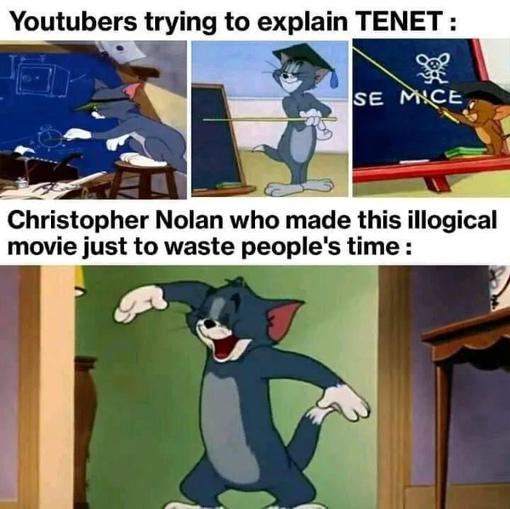 Youtubers trying to explain TENET :
SE MICE
Christopher Nolan who made this illogical
movie just to waste people's time :